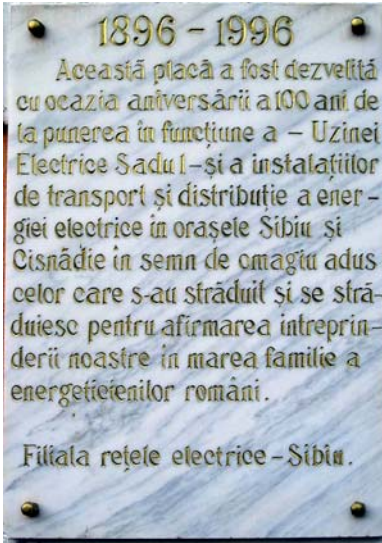 1896 - 1996
Această placă a fost dezvelită
cu ocazia aniversării a 100 ani de
la punerea în funcțiune a - Uzinei
Electrice Sadu 1 - și a instalațiilor
de transport și distribuție a ener-
giei electrice în orașele Sibiu și
Cisnădie în semn de omagiu adus
celor care s-au străduit și se stră-
duiesc pentru afirmarea întreprin-
derii noastre în marea familie a
energeticienilor români.
Filiala rețele electrice - Sibiu.